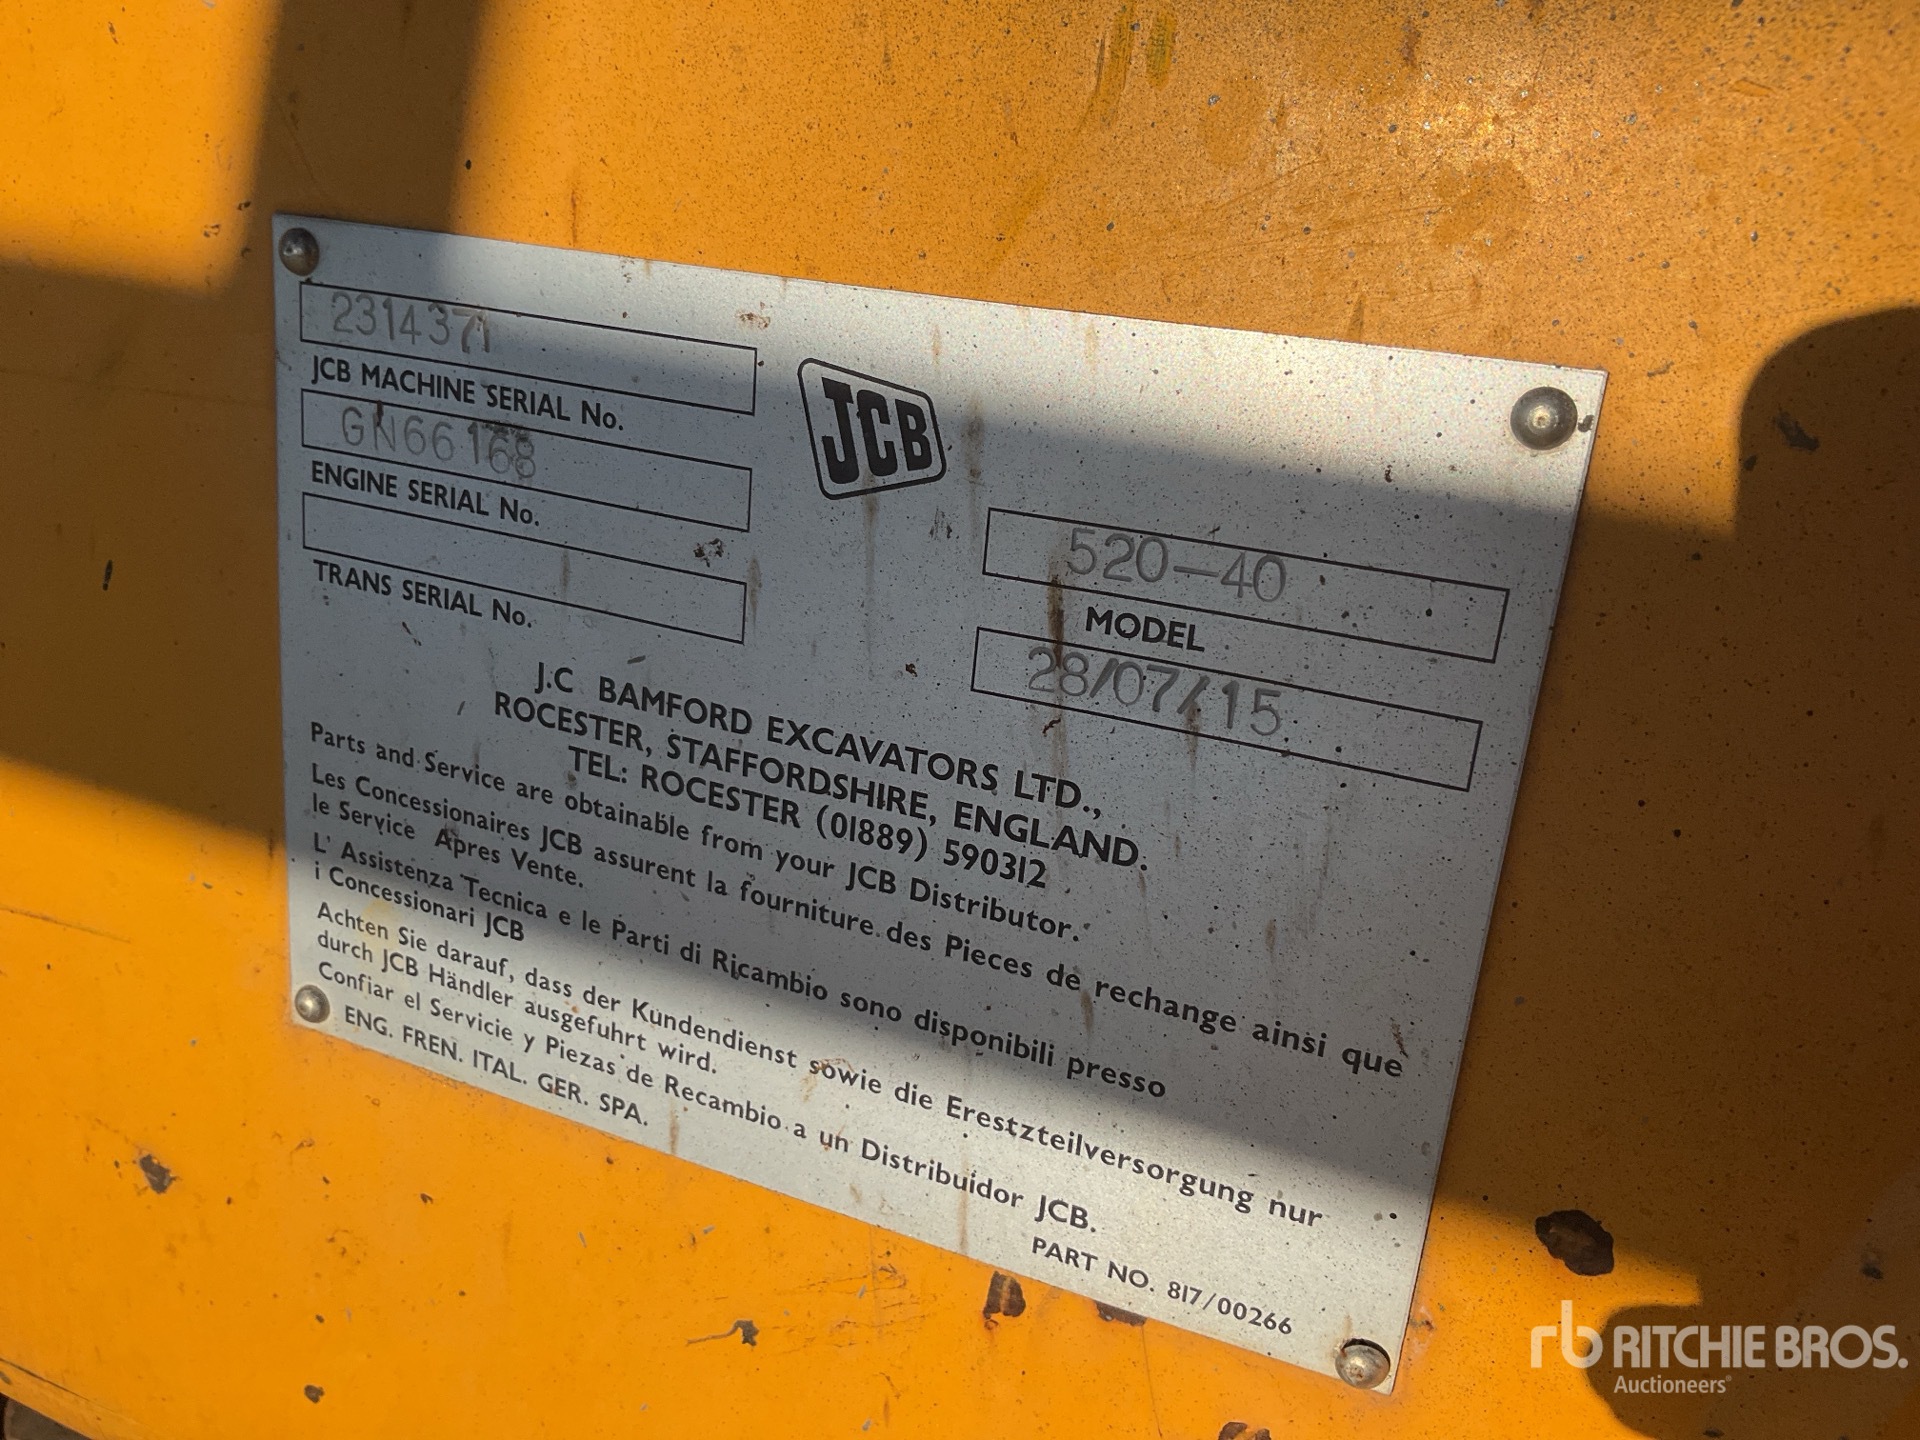 2314371
JCB MACHINE SERIAL No.
GN66168
ENGINE SERIAL No.
TRANS SERIAL No.
JCB
520-40
MODEL
28/07/15
J.C BAMFORD EXCAVATORS LTD.,
ROCESTER, STAFFORDSHIRE, ENGLAND.
TEL: ROCESTER (01889) 590312
Parts and Service are obtainable from your JCB Distributor.
Les Concessionaires JCB assurent la fourniture des Pieces de rechange ainsi que
le Service Apres Vente.
L' Assistenza Tecnica e le Parti di Ricambio sono disponibili presso
i Concessionari JCB
Achten Sie darauf, dass der Kundendienst sowie die Erestzteilversorgung nur
durch JCB Händler ausgefuhrt wird.
Confiar el Servicie y Piezas de Recambio a un Distribuidor JCB.
ENG. FREN. ITAL. GER. SPA.
PART NO. 817/00266
rb RITCHIE BROS.
Auctioneers